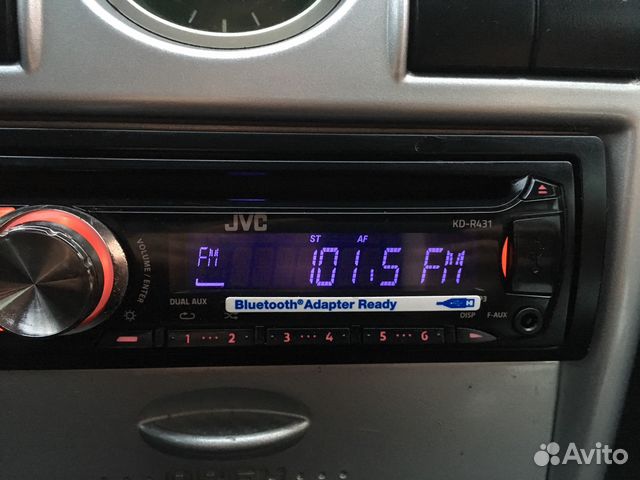 JVC
KD-R431
ST AF
FM 101.5 FM
VOLUME / ENTER
DUAL AUX
Bluetooth® Adapter Ready
DISP F-AUX
1 2 3 4 5 6
Avito